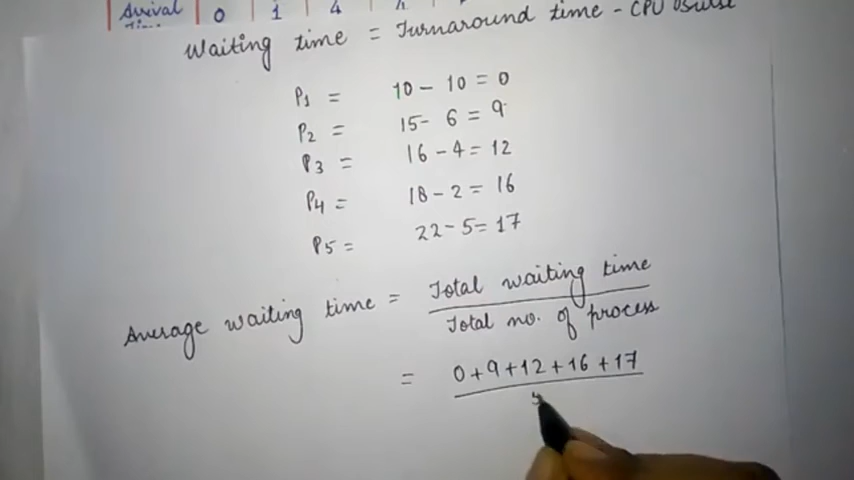 Arrival Time 0 1 4
Waiting time = Turnaround time - CPU
P1 = 10 - 10 = 0
P2 = 15 - 6 = 9
P3 = 16 - 4 = 12
P4 = 18 - 2 = 16
P5 = 22 - 5 = 17
Average waiting time = Total waiting time
Total no. of process
= 0 + 9 + 12 + 16 + 17